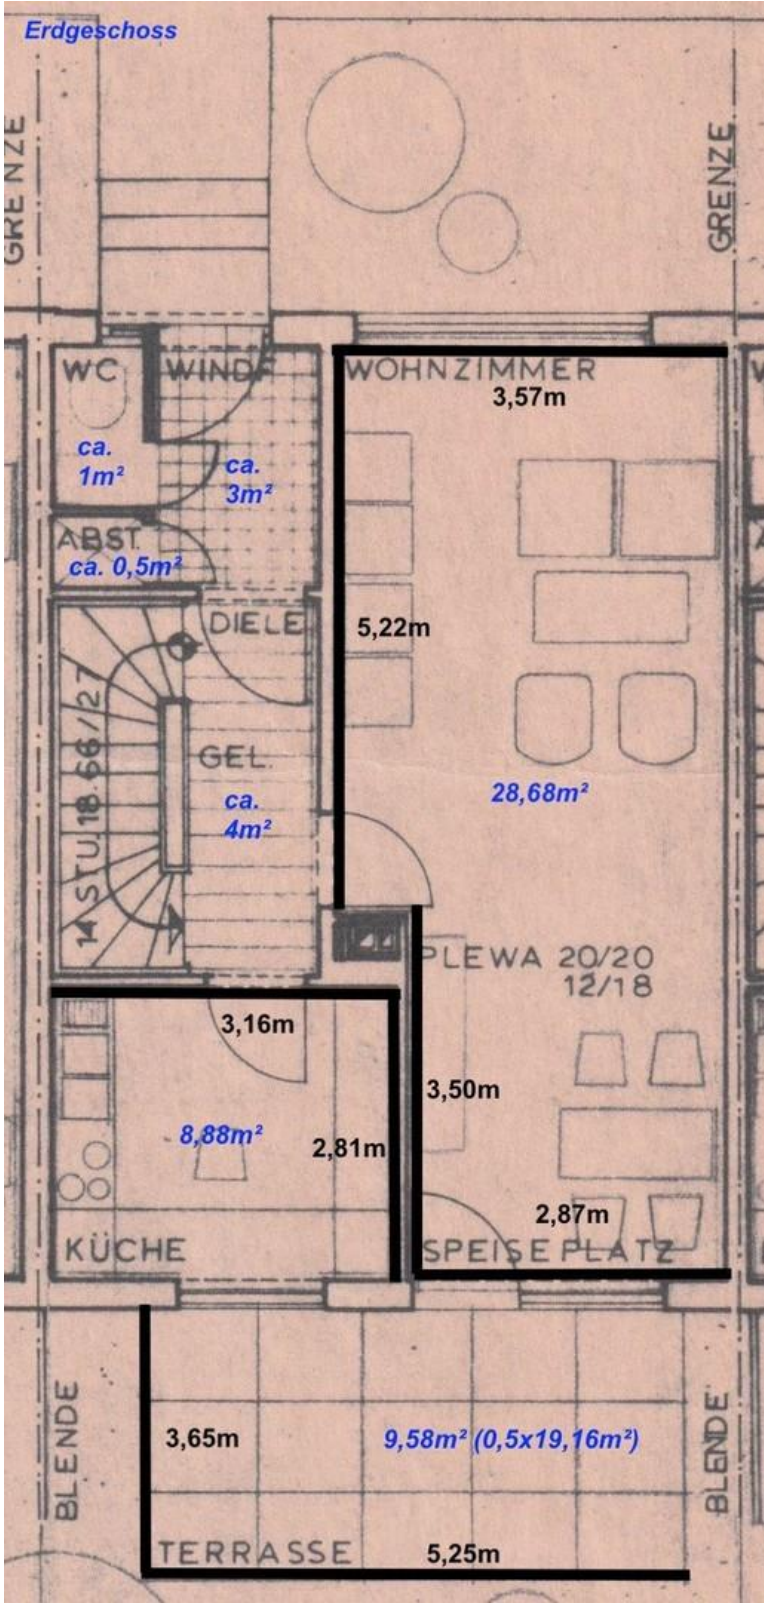 Erdgeschoss
GRENZE
GRENZE
WC
WINDF
WOHNZIMMER
3,57m
ca.
1m²
ca.
3m²
ABST.
ca. 0,5m²
DIELE
5,22m
14 STU. 18.66/27
GEL.
ca.
4m²
28,68m²
PLEWA 20/20
12/18
3,16m
3,50m
8,88m²
2,81m
2,87m
KÜCHE
SPEISEPLATZ
BLENDE
3,65m
9,58m² (0,5x19,16m²)
BLENDE
TERRASSE
5,25m